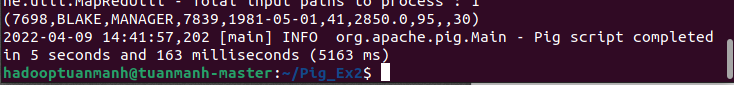 ne.util.MapRedUtil - Total input paths to process : 1
(7698,BLAKE,MANAGER,7839,1981-05-01,41,2850.0,95,,30)
2022-04-09 14:41:57,202 [main] INFO  org.apache.pig.Main - Pig script completed
in 5 seconds and 163 milliseconds (5163 ms)
hadooptuanmanh@tuanmanh-master:~/Pig_Ex2$